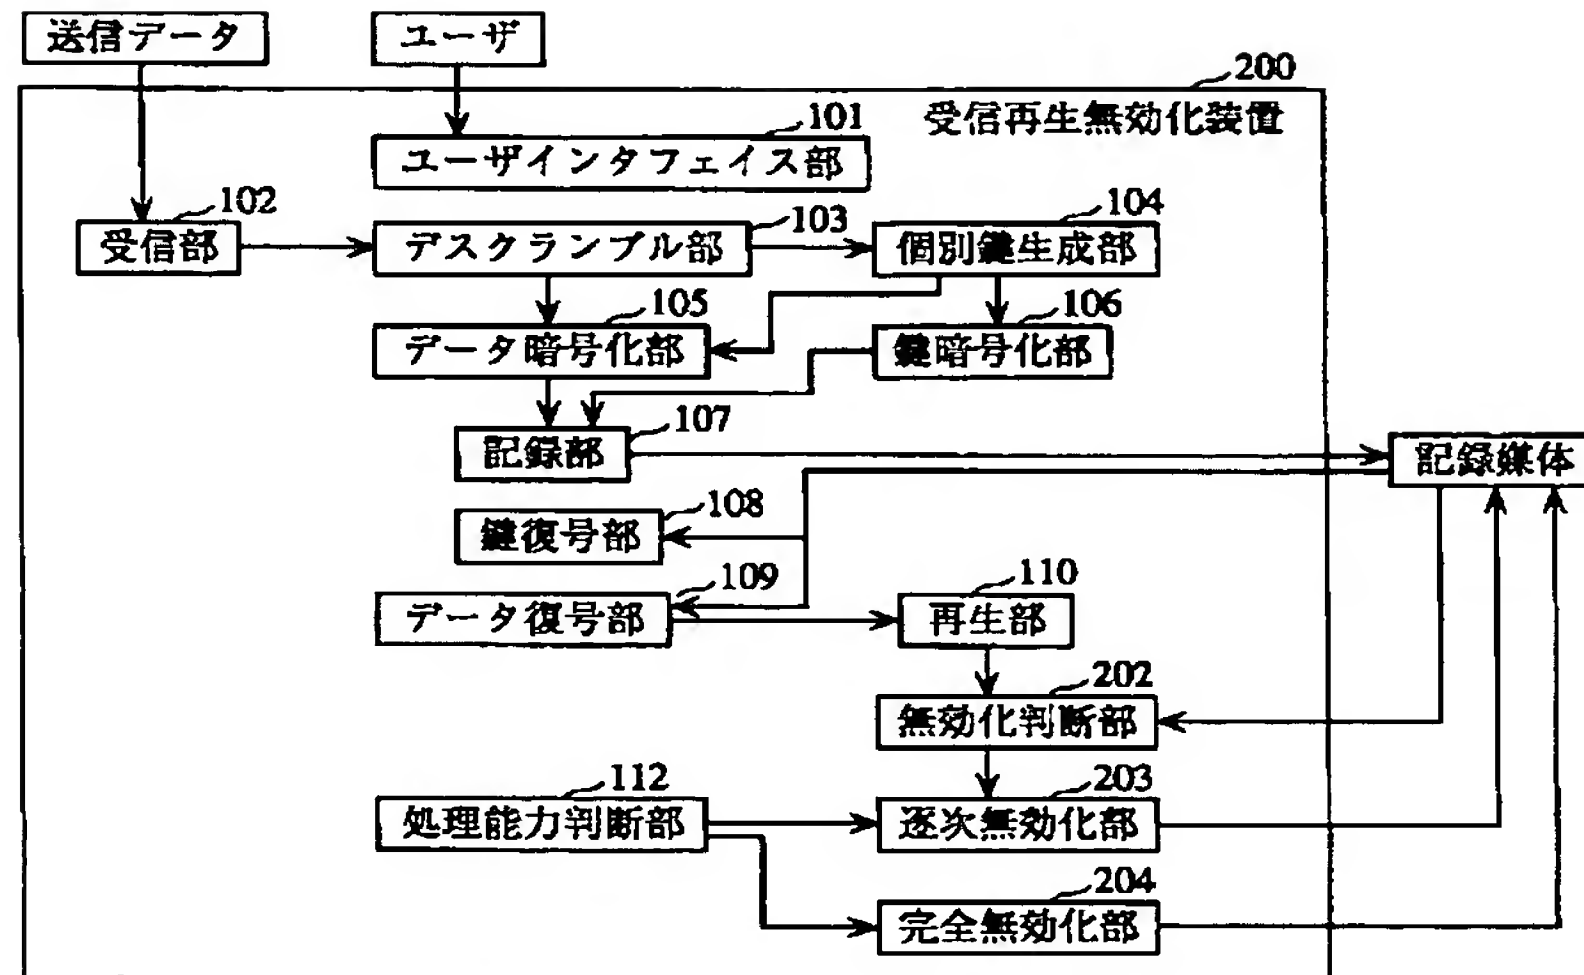 送信データ
ユーザ
200
受信再生無効化装置
101
ユーザインタフェイス部
102
受信部
103
デスクランブル部
104
個別鍵生成部
105
データ暗号化部
106
鍵暗号化部
107
記録部
記録媒体
108
鍵復号部
109
データ復号部
110
再生部
202
無効化判断部
112
処理能力判断部
203
逐次無効化部
204
完全無効化部